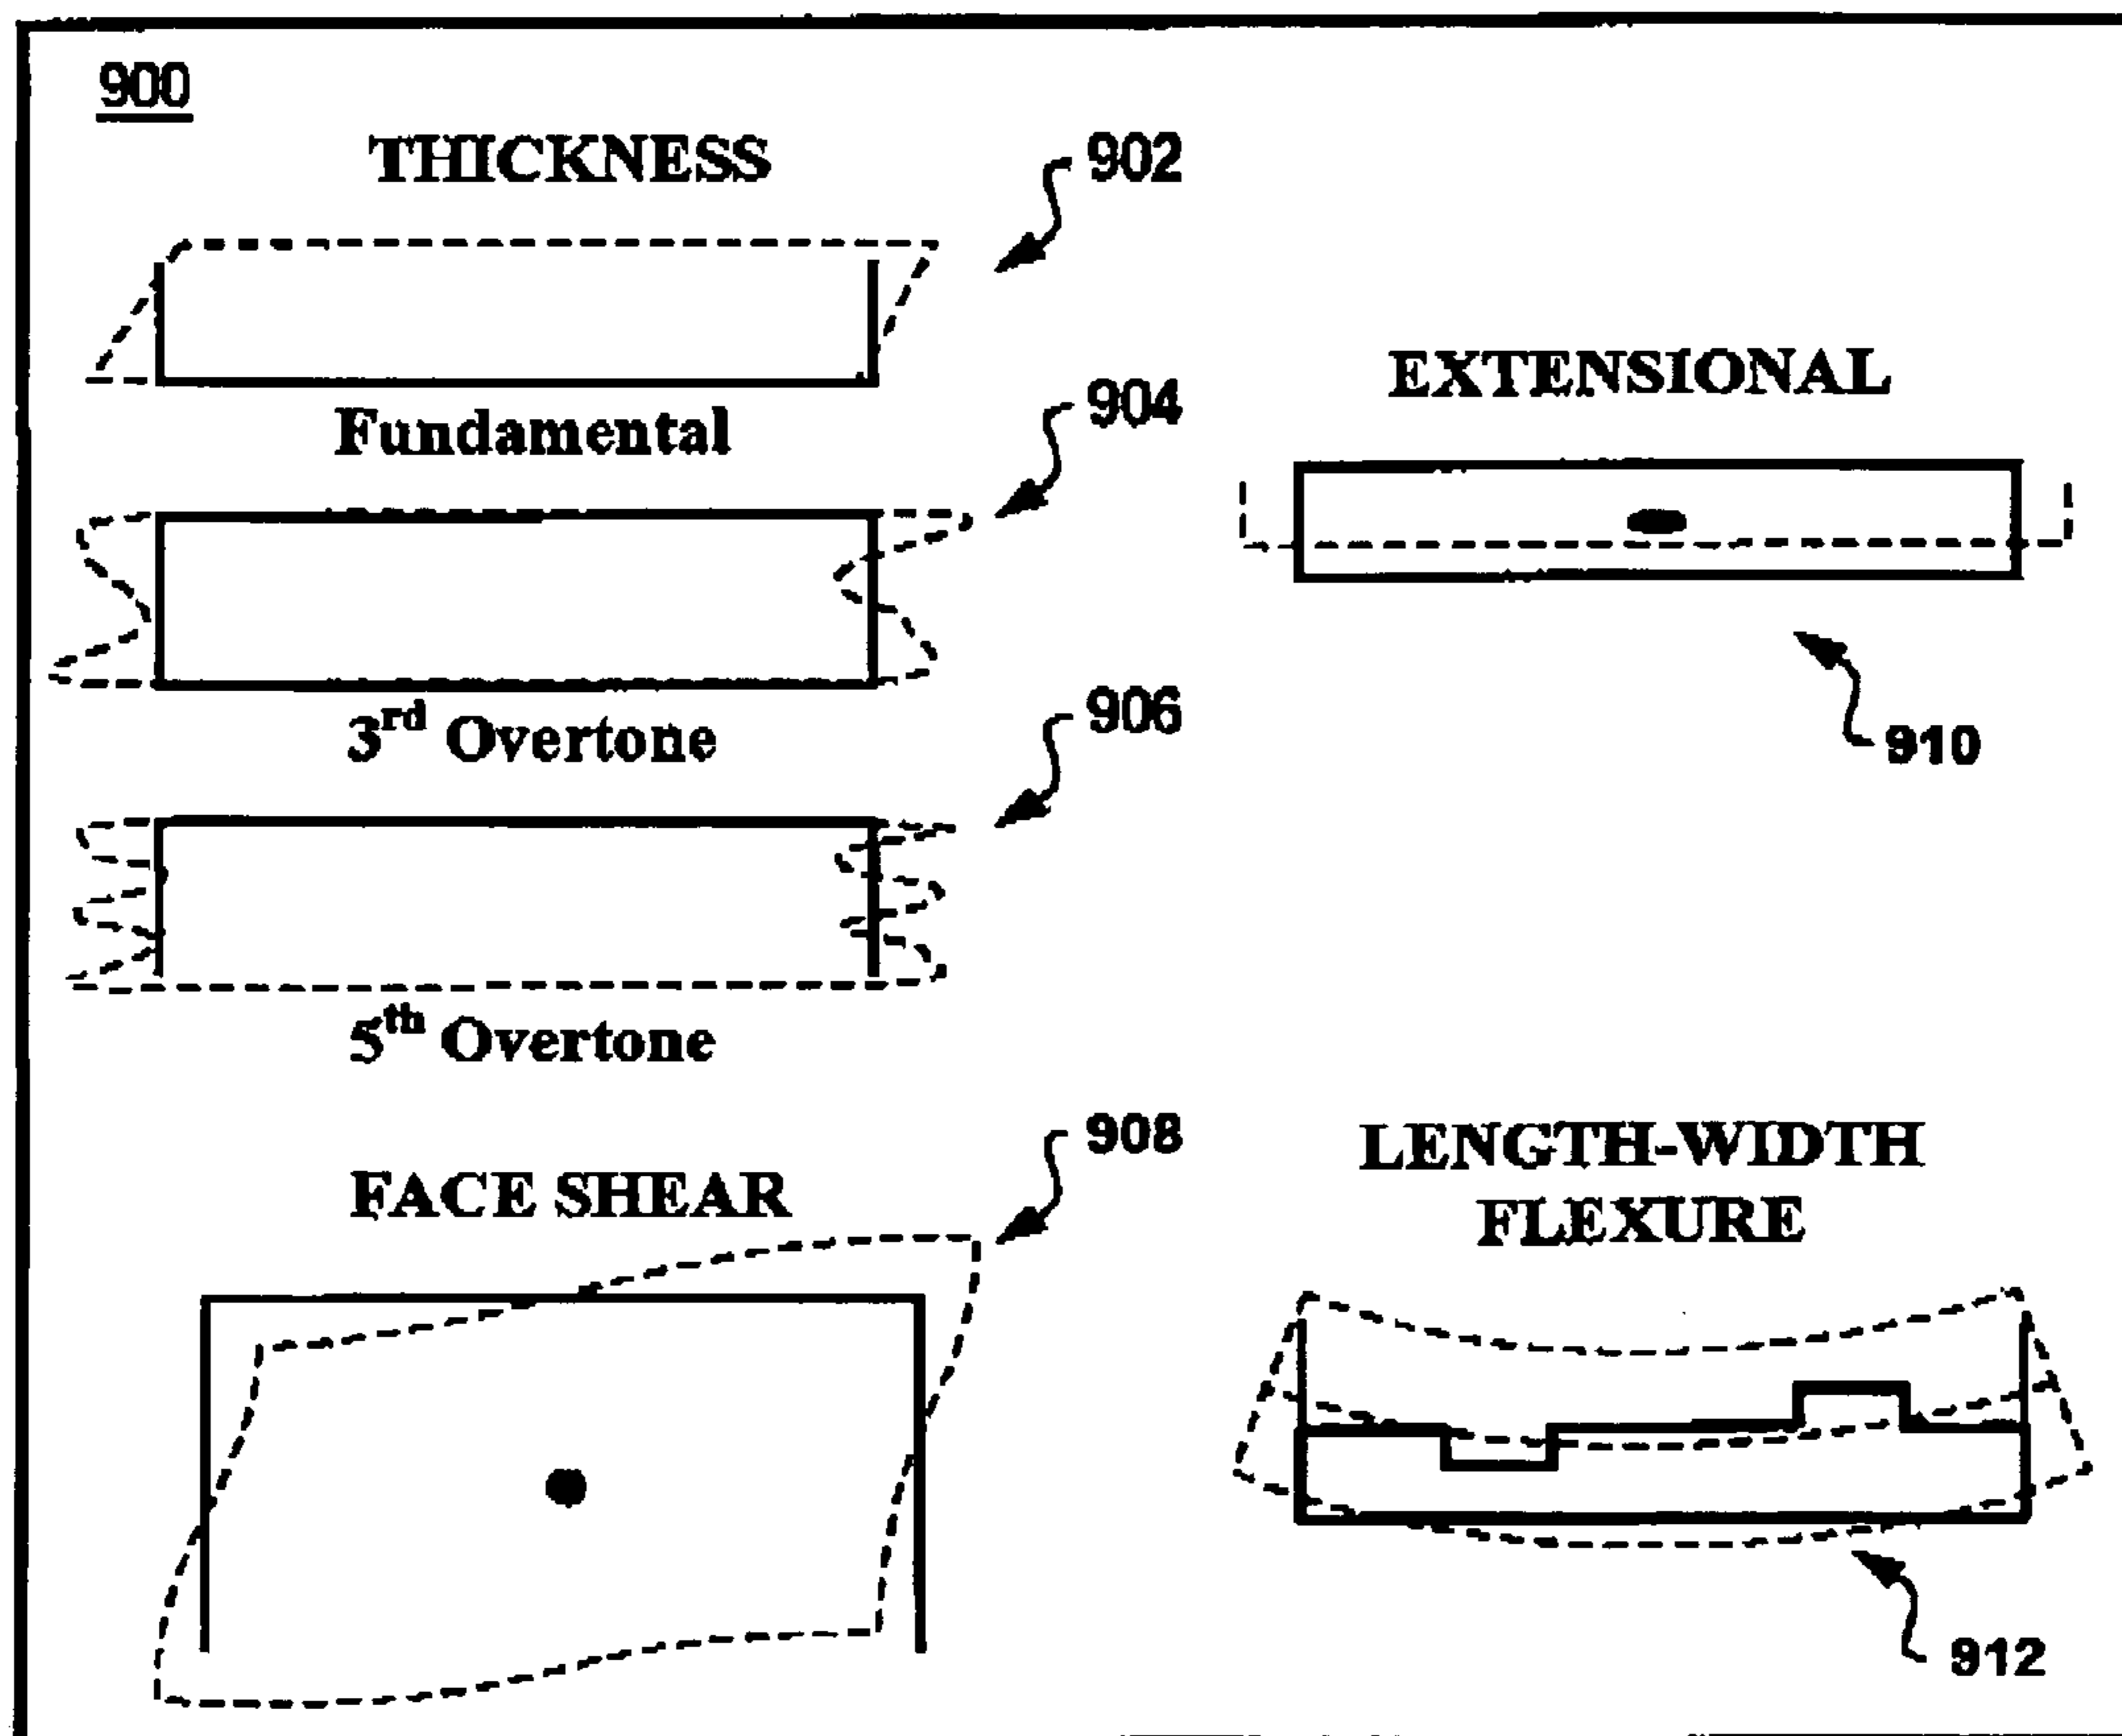 900
THICKNESS
902
Fundamental
904
3rd Overtone
906
5th Overtone
EXTENSIONAL
910
FACE SHEAR
908
LENGTH-WIDTH
FLEXURE
912